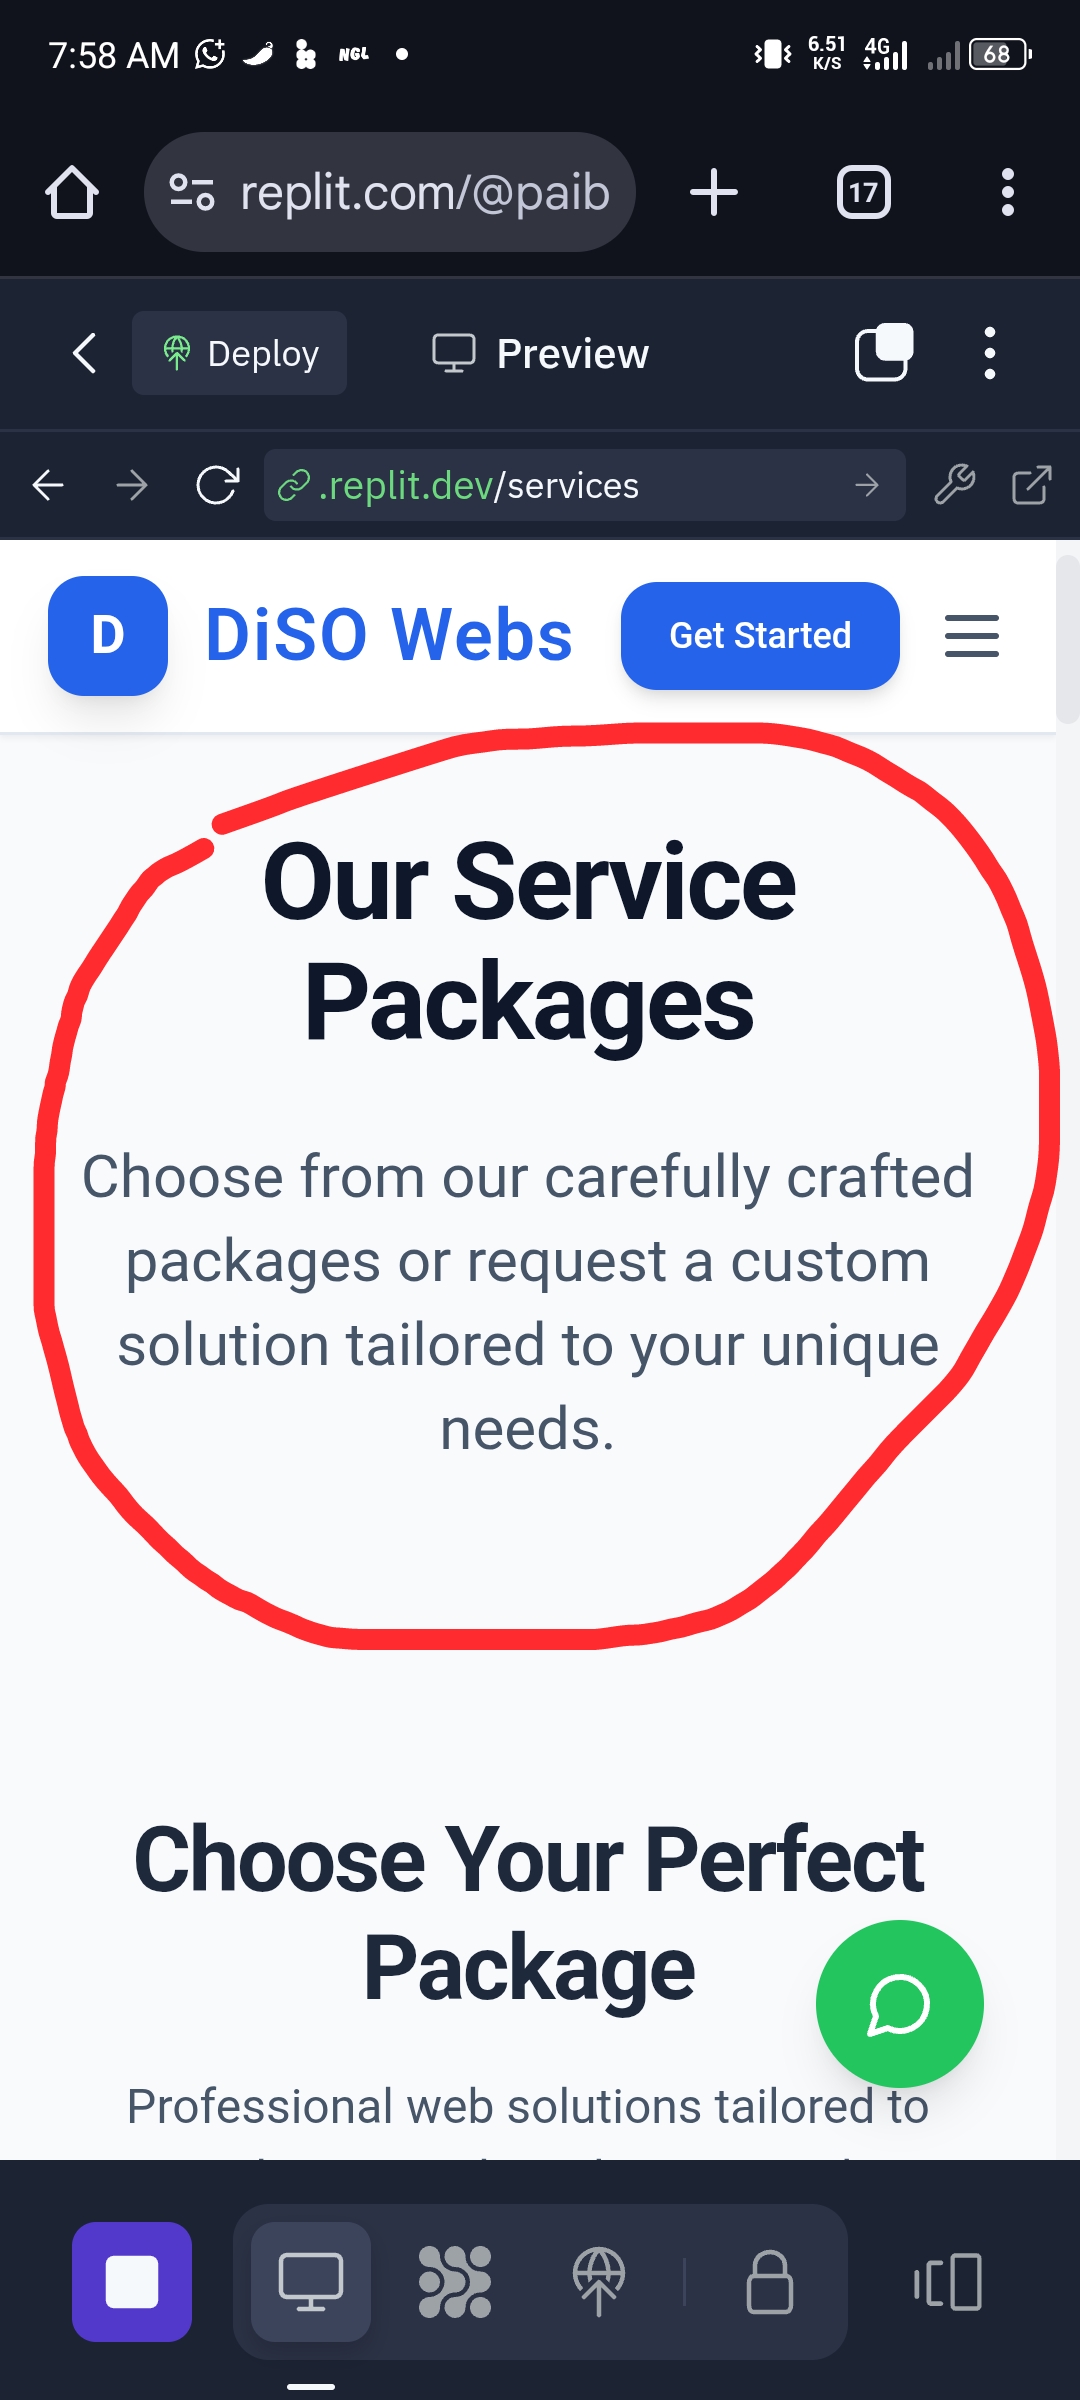 7:58 AM NGL 6.51 K/S 4G 68
replit.com/@paib 17
Deploy Preview
.replit.dev/services
D DiSO Webs Get Started
Our Service
Packages
Choose from our carefully crafted
packages or request a custom
solution tailored to your unique
needs.
Choose Your Perfect
Package
Professional web solutions tailored to